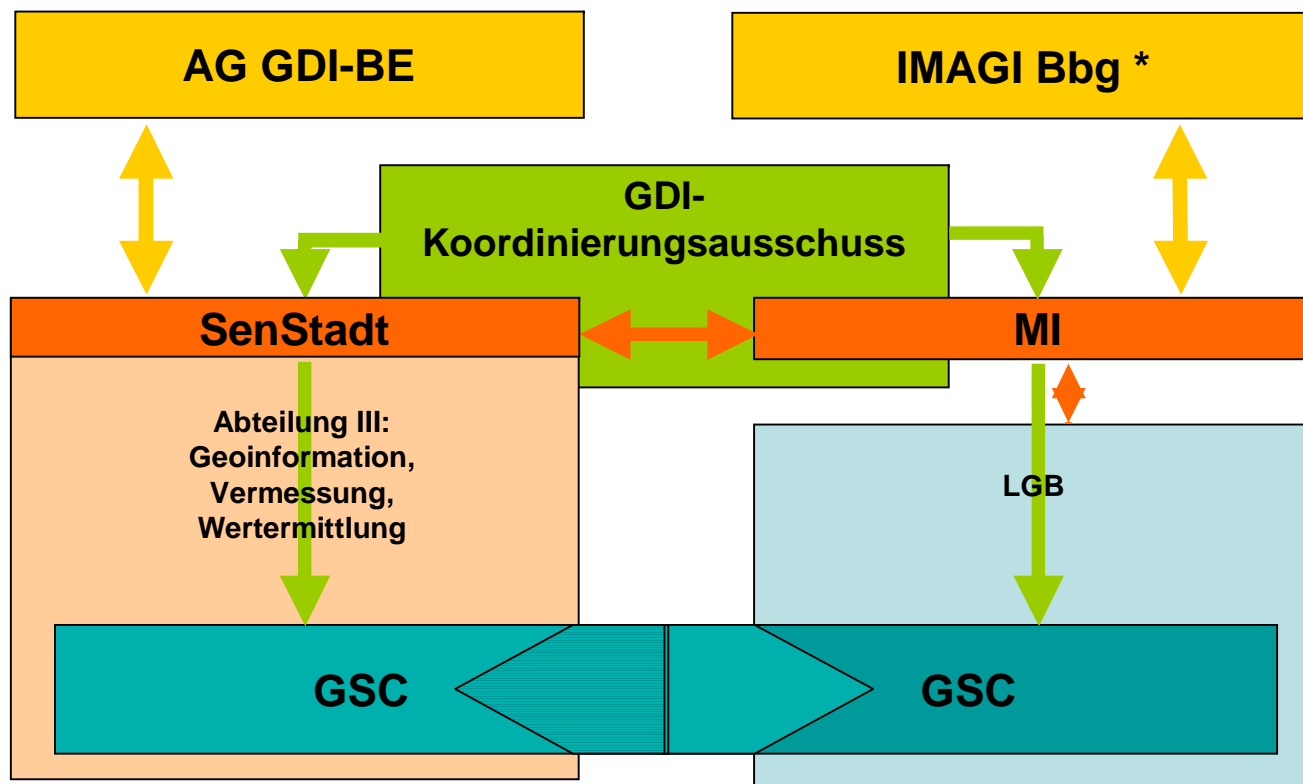 AG GDI-BE
IMAGI Bbg *
GDI-
Koordinierungsausschuss
SenStadt
MI
Abteilung III:
Geoinformation,
Vermessung,
Wertermittlung
LGB
GSC
GSC